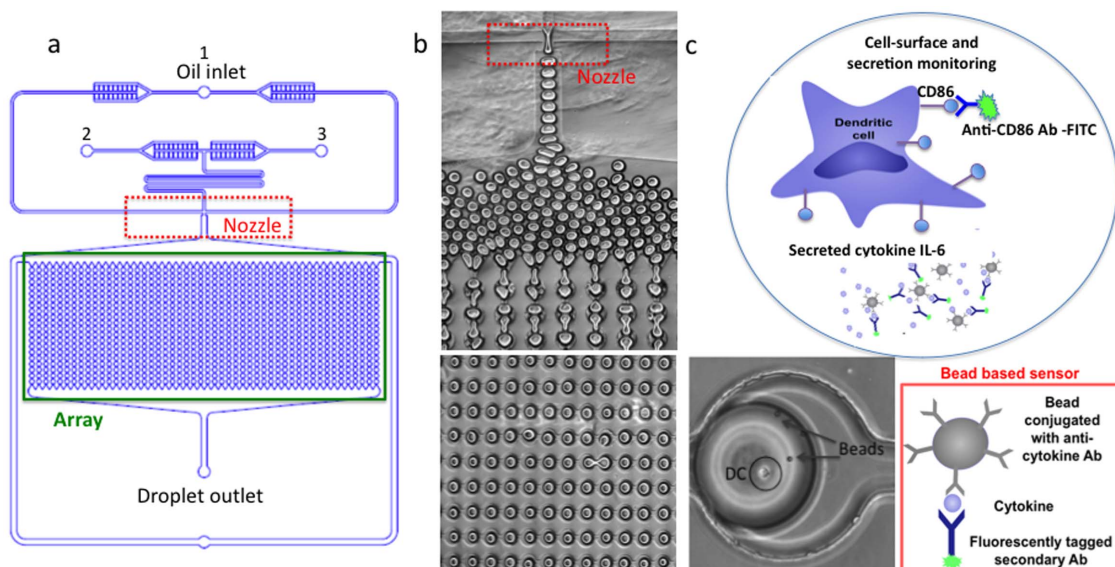 a
1
Oil inlet
2
3
Nozzle
Array
Droplet outlet
b
Nozzle
c
Cell-surface and
secretion monitoring
CD86
Dendritic
cell
Anti-CD86 Ab -FITC
Secreted cytokine IL-6
Beads
DC
Bead based sensor
Bead
conjugated
with anti-
cytokine Ab
Cytokine
Fluorescently tagged
secondary Ab